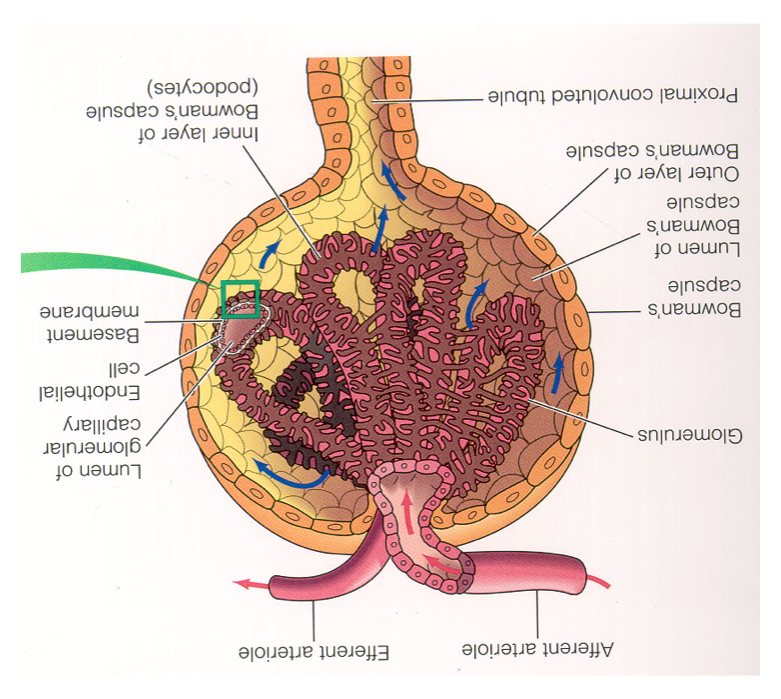 Afferent arteriole
Efferent arteriole
Glomerulus
Bowman's
capsule
Lumen of
Bowman's
capsule
Outer layer of
Bowman's capsule
Proximal convoluted tubule
Lumen of
glomerular
capillary
Endothelial
cell
Basement
membrane
Inner layer of
Bowman's capsule
(podocytes)